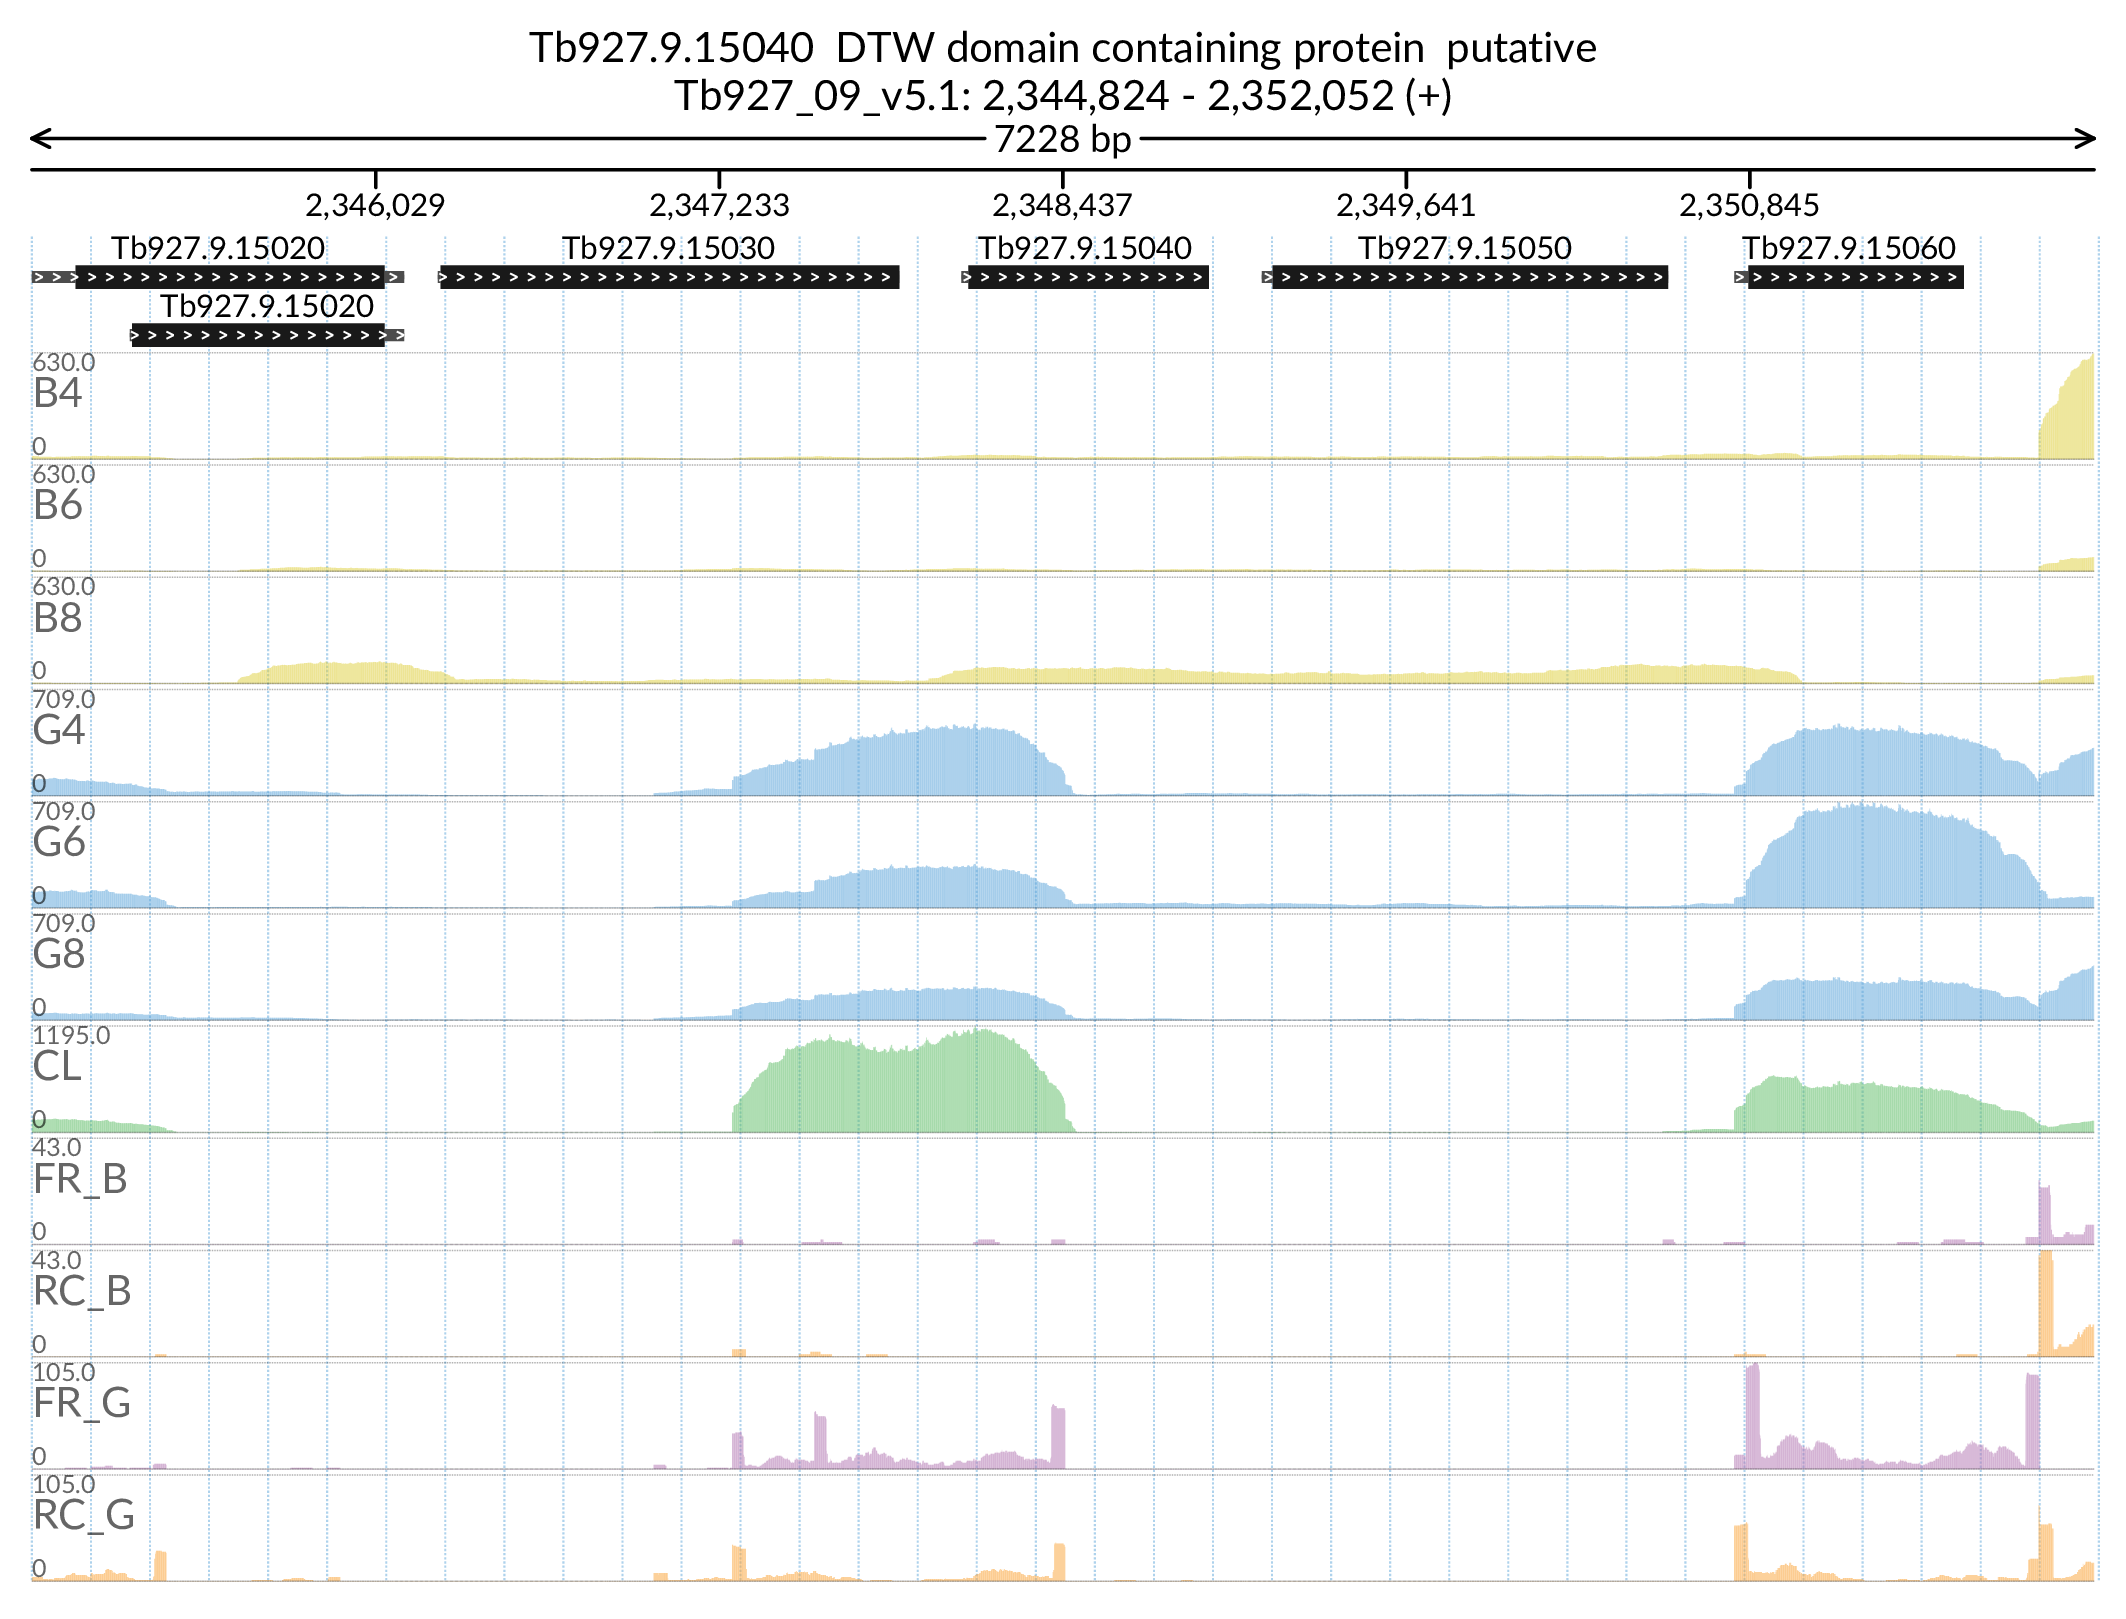 Tb927.9.15040  DTW domain containing protein  putative
Tb927_09_v5.1: 2,344,824 - 2,352,052 (+)
7228 bp
2,346,029 2,347,233 2,348,437 2,349,641 2,350,845
Tb927.9.15020 Tb927.9.15030 Tb927.9.15040 Tb927.9.15050 Tb927.9.15060
Tb927.9.15020
630.0
B4
0
630.0
B6
0
630.0
B8
0
709.0
G4
0
709.0
G6
0
709.0
G8
0
1195.0
CL
0
43.0
FR_B
0
43.0
RC_B
0
105.0
FR_G
0
105.0
RC_G
0